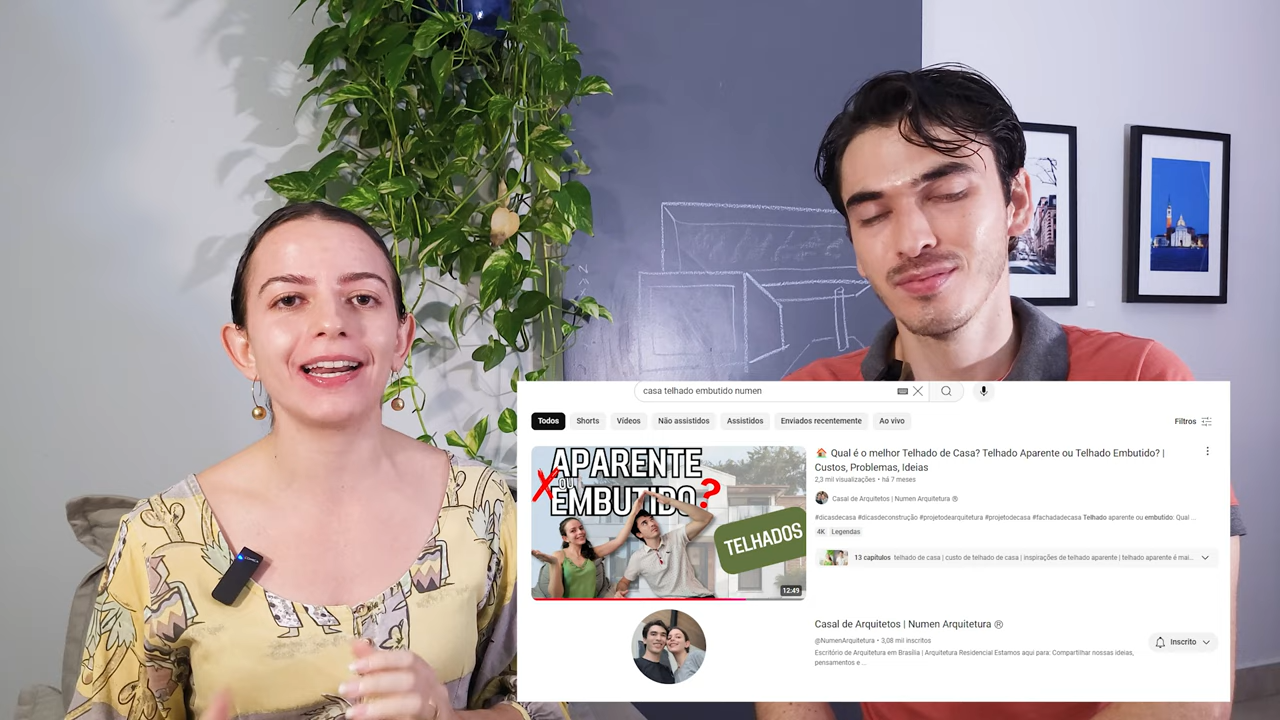 casa telhado embutido numen
Todos
Shorts
Vídeos
Não assistidos
Assistidos
Enviados recentemente
Ao vivo
Filtros
APARENTE
OU
EMBUTIDO?
TELHADOS
12:49
🏠 Qual é o melhor Telhado de Casa? Telhado Aparente ou Telhado Embutido? |
Custos, Problemas, Ideias
2,3 mil visualizações • há 7 meses
Casal de Arquitetos | Numen Arquitetura ®
#dicasdecasa #dicasdeconstrução #projetodearquitetura #projetodecasa #fachadadecasa Telhado aparente ou embutido: Qual ...
4K Legendas
13 capítulos telhado de casa | custo de telhado de casa | inspirações de telhado aparente | telhado aparente é mai...
Casal de Arquitetos | Numen Arquitetura ®
@NumenArquitetura • 3,08 mil inscritos
Escritório de Arquitetura em Brasília | Arquitetura Residencial Estamos aqui para: Compartilhar nossas ideias,
pensamentos e ...
Inscrito